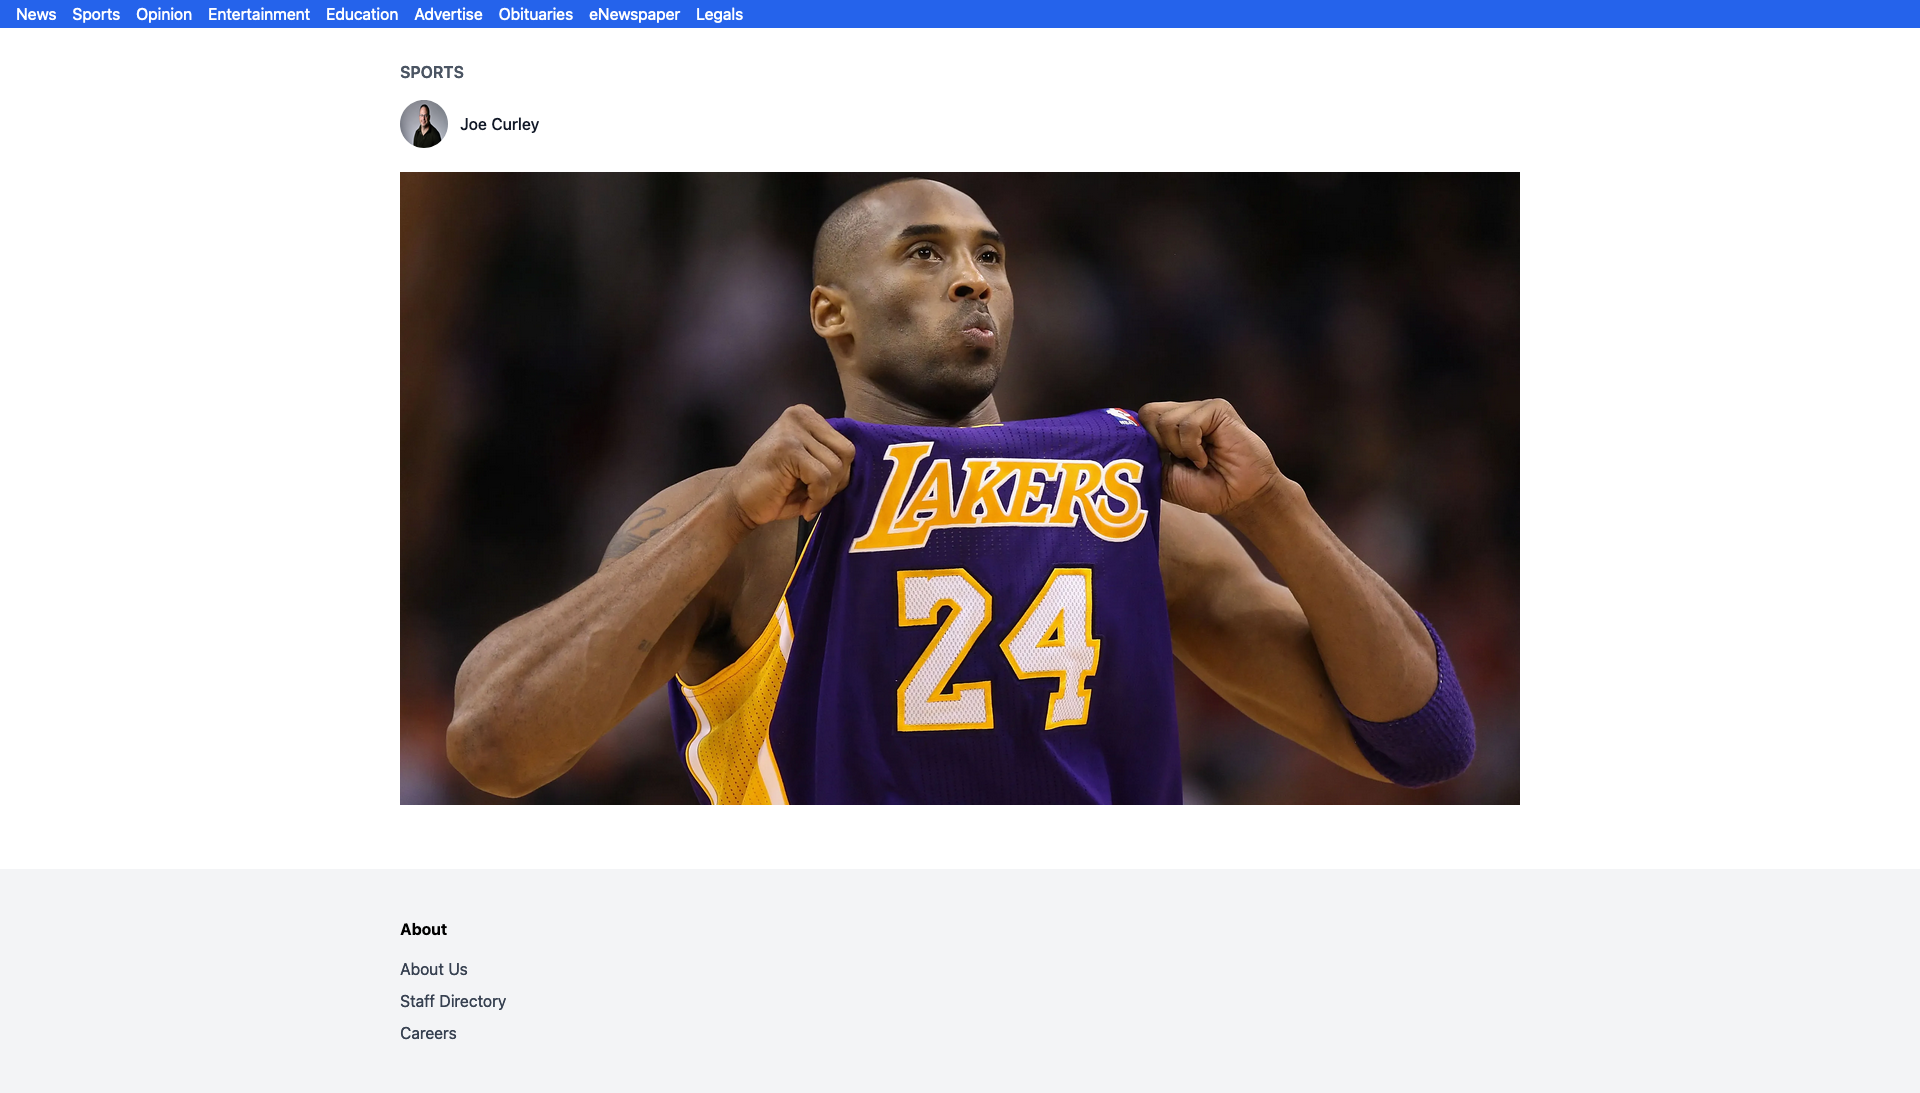 News Sports Opinion Entertainment Education Advertise Obituaries eNewspaper Legals
SPORTS
Joe Curley
LAKERS
24
About
About Us
Staff Directory
Careers